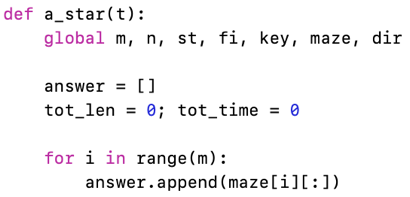 def a_star(t):
    global m, n, st, fi, key, maze, dir

    answer = []
    tot_len = 0; tot_time = 0

    for i in range(m):
        answer.append(maze[i][:])